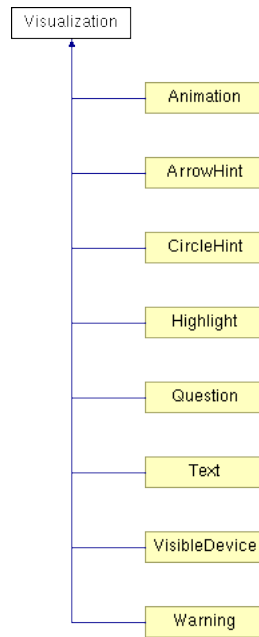 Visualization
Animation
ArrowHint
CircleHint
Highlight
Question
Text
VisibleDevice
Warning